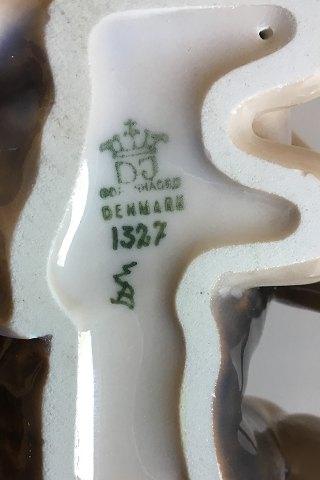 DJ
COPENHAGEN
DENMARK
1327